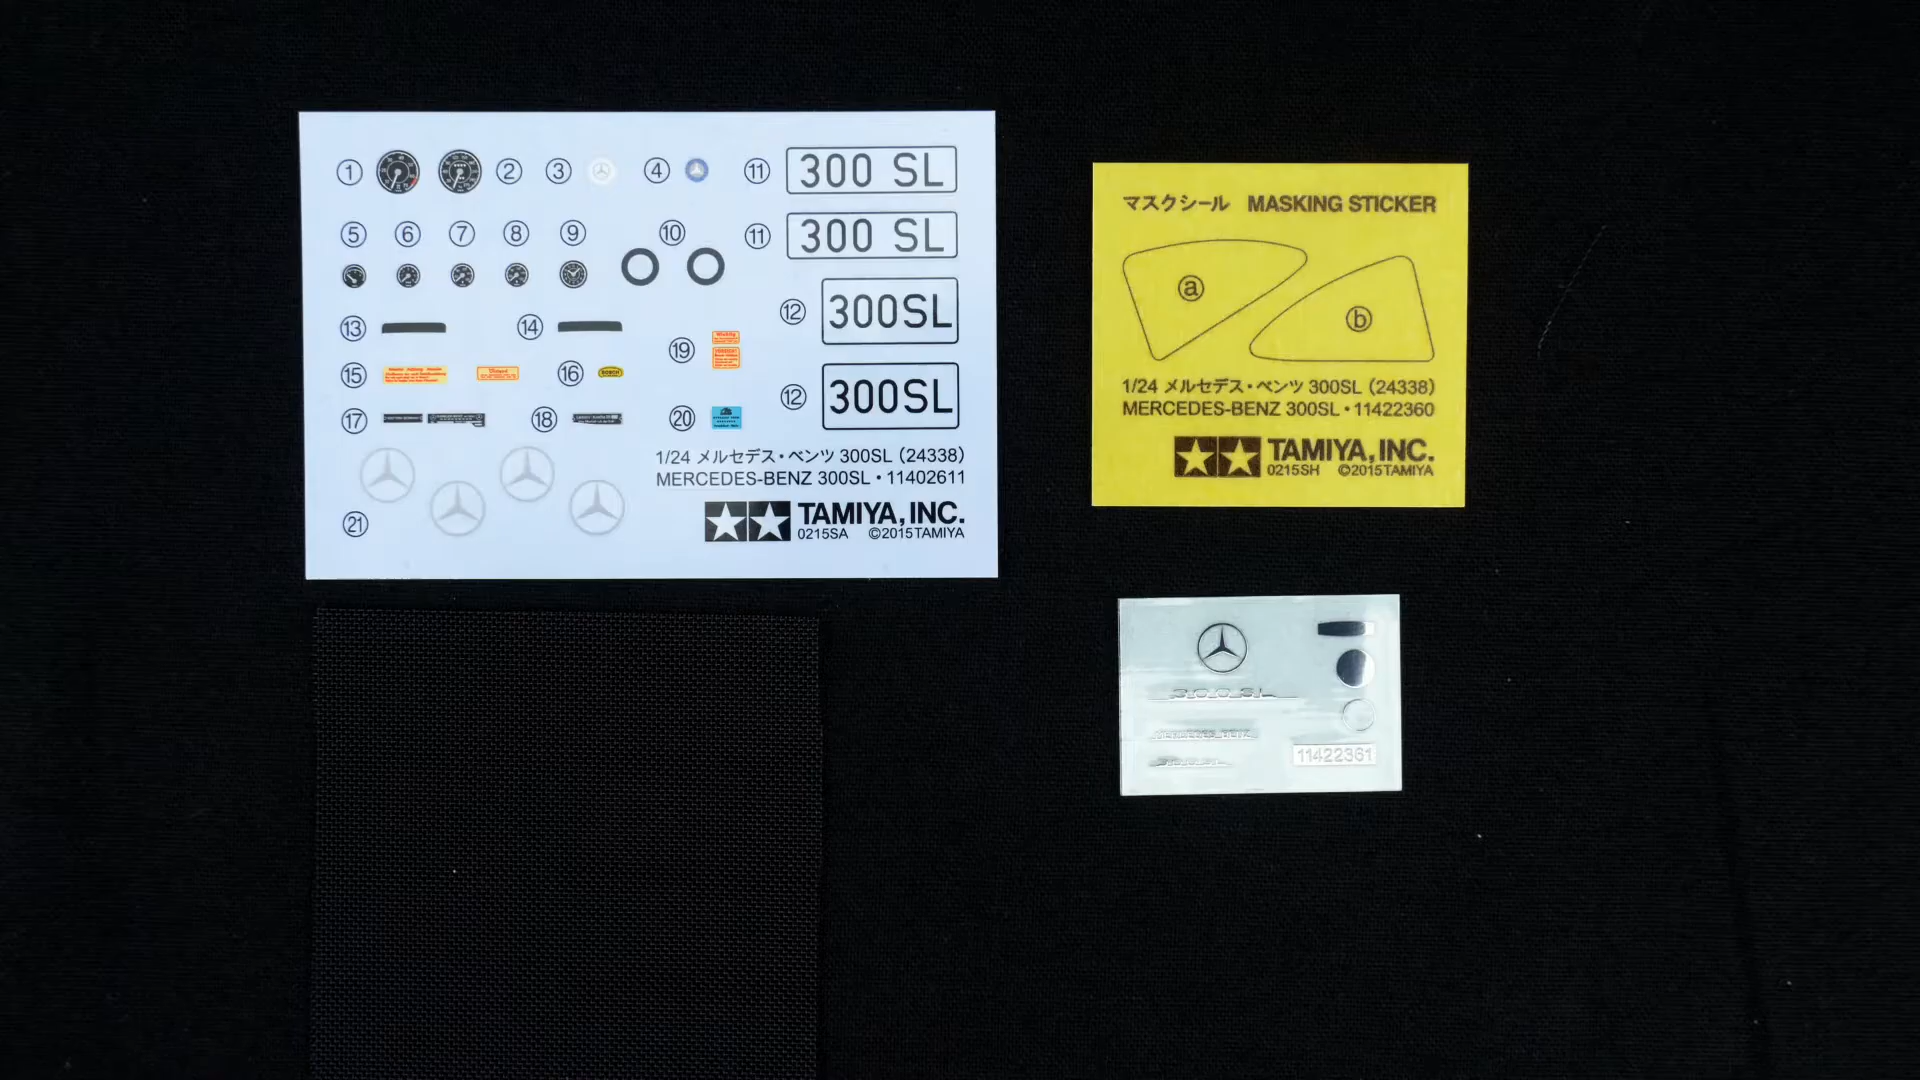 ① ② ③ ④ ⑪ 300 SL
⑤ ⑥ ⑦ ⑧ ⑨ ⑩ ⑪ 300 SL
⑫ 300SL
⑬ ⑭
⑲
⑮ ⑯ BOSCH
⑫ 300SL
⑰ ⑱ ⑳
㉑
1/24 メルセデス・ベンツ 300SL (24338)
MERCEDES-BENZ 300SL・11402611
TAMIYA, INC.
0215SA ©2015TAMIYA
マスクシール MASKING STICKER
ⓐ
ⓑ
1/24 メルセデス・ベンツ 300SL (24338)
MERCEDES-BENZ 300SL・11422360
TAMIYA, INC.
0215SH ©2015TAMIYA
300SL
MERCEDES-BENZ
300SL
11422361